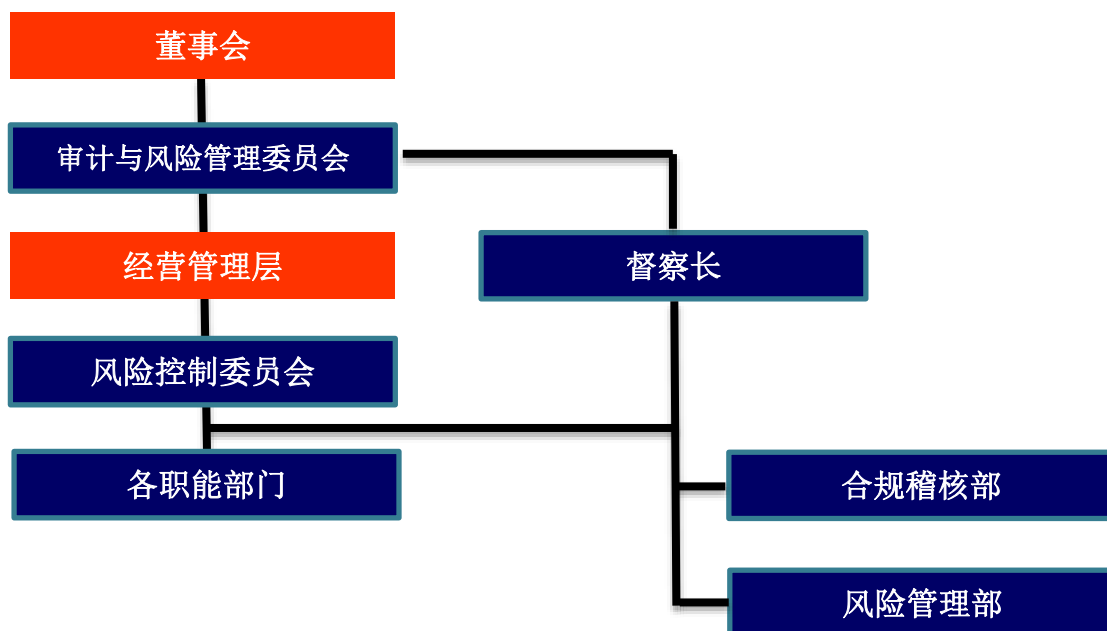 董事会
审计与风险管理委员会
经营管理层
督察长
风险控制委员会
各职能部门
合规稽核部
风险管理部